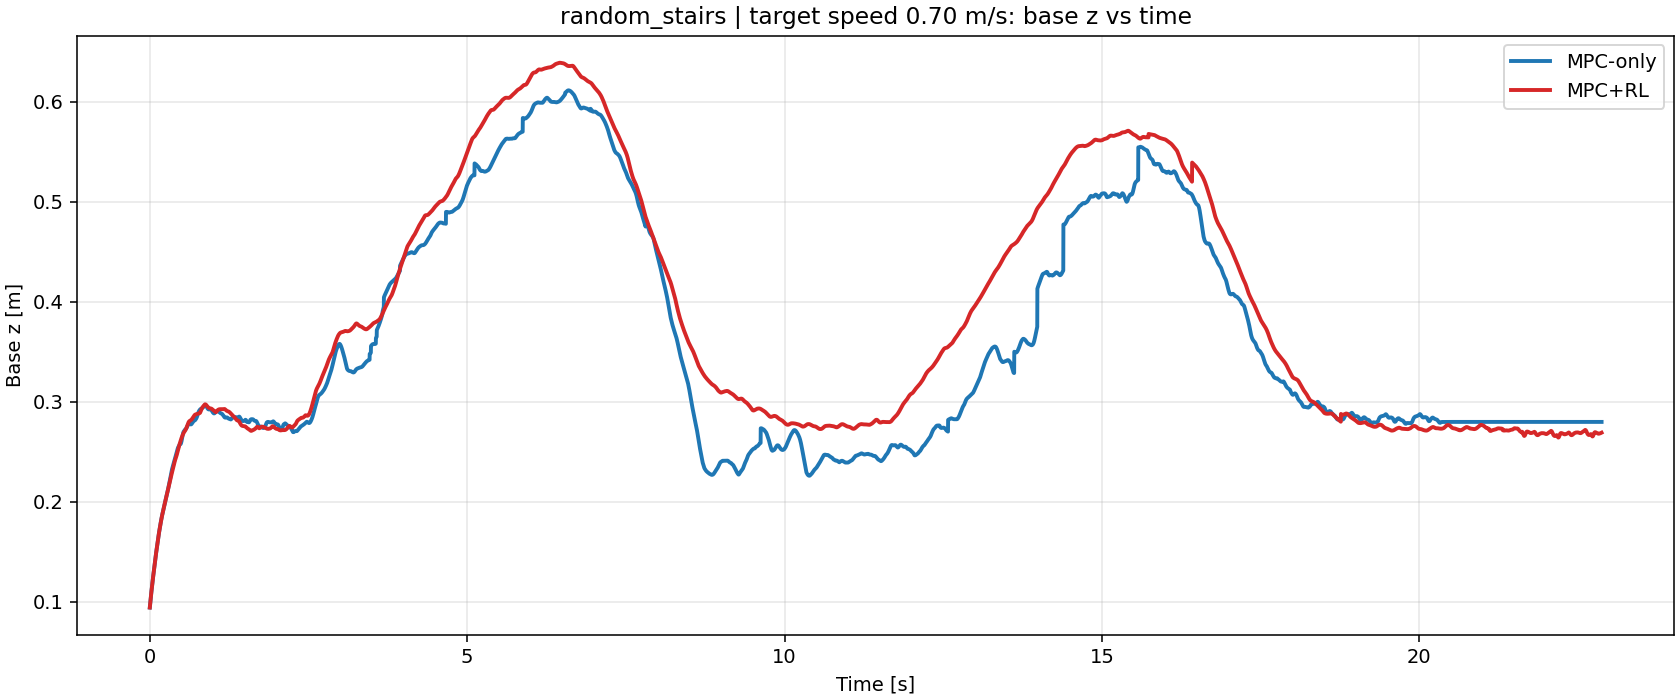 random_stairs | target speed 0.70 m/s: base z vs time
MPC-only
MPC+RL
Base z [m]
0.6
0.5
0.4
0.3
0.2
0.1
0
5
10
15
20
Time [s]